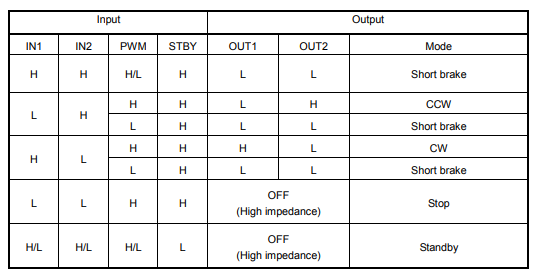 Input Output
IN1 IN2 PWM STBY OUT1 OUT2 Mode
H H H/L H L L Short brake
L H H H L H CCW
L H L L Short brake
H L H H H L CW
L H L L Short brake
L L H H OFF (High impedance) Stop
H/L H/L H/L L OFF (High impedance) Standby